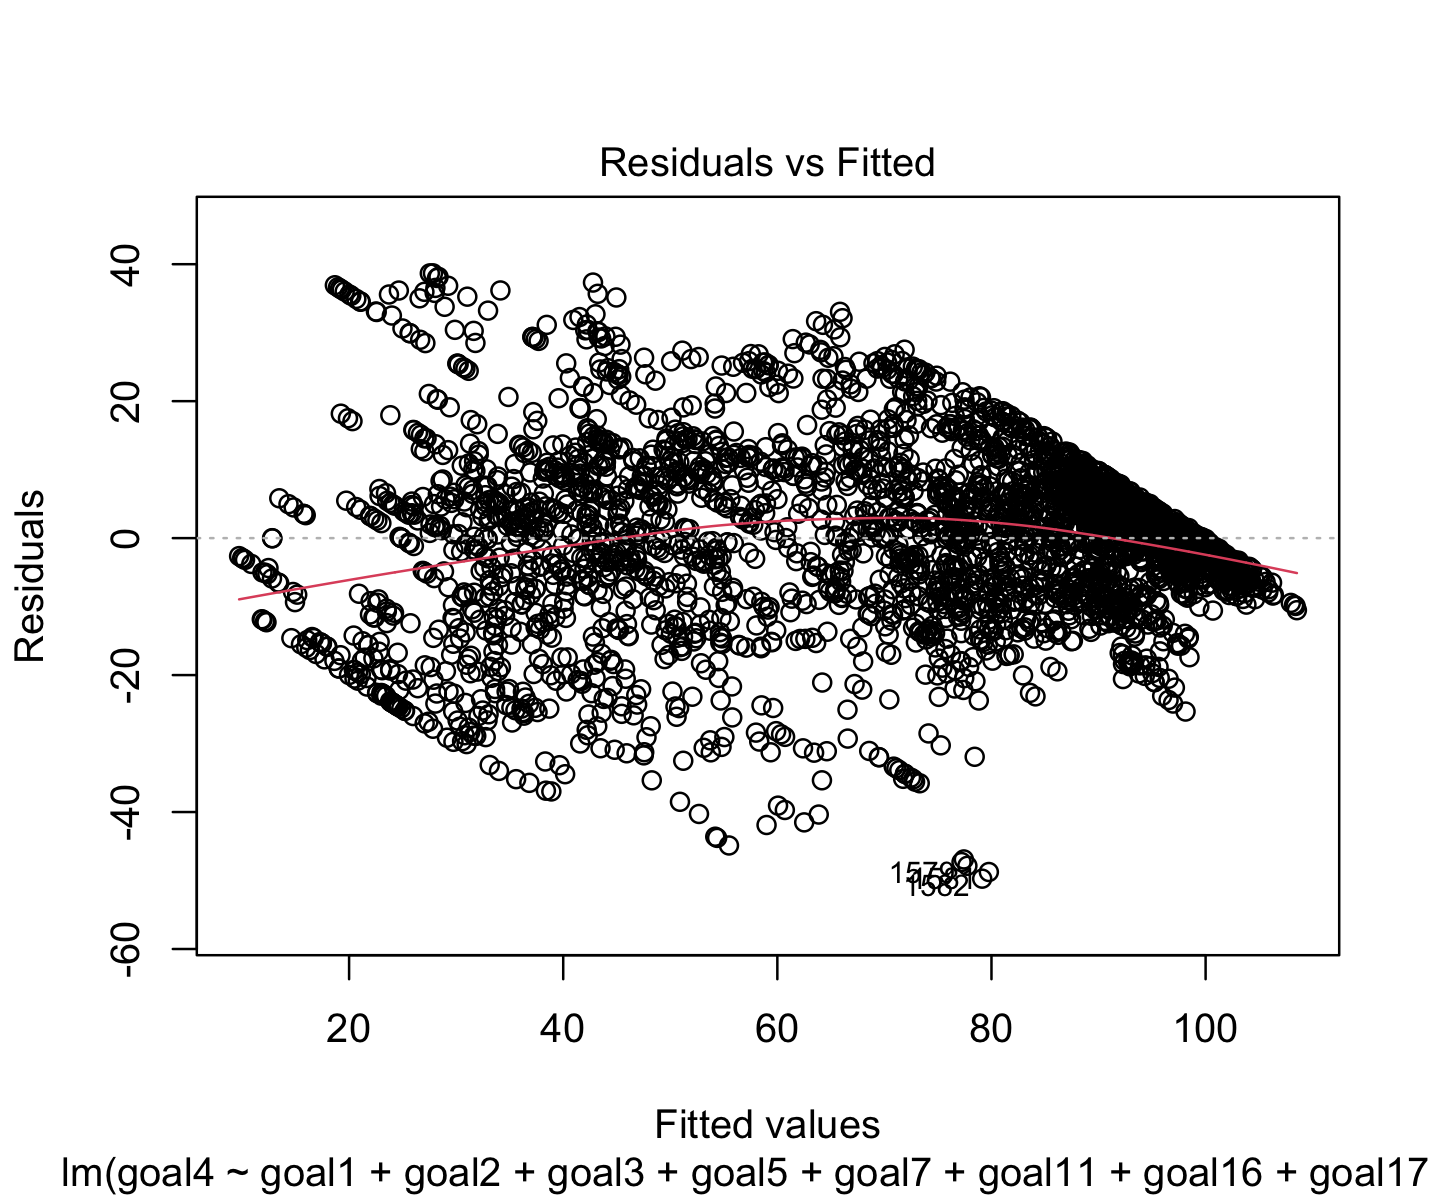 Residuals vs Fitted
Residuals
40
20
0
-20
-40
-60
1582
20 40 60 80 100
Fitted values
lm(goal4 ~ goal1 + goal2 + goal3 + goal5 + goal7 + goal11 + goal16 + goal17